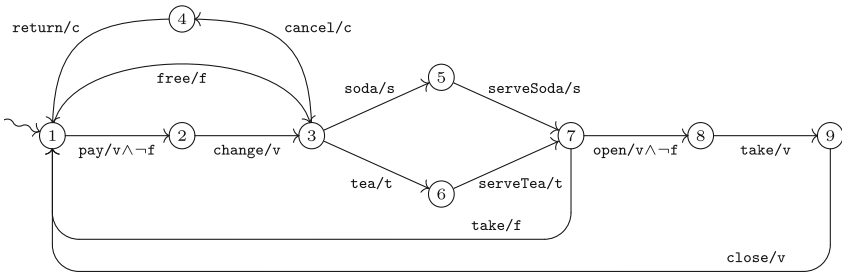 return/c
4
cancel/c
free/f
soda/s
5
serveSoda/s
1
pay/v∧¬f
2
change/v
3
7
open/v∧¬f
8
take/v
9
tea/t
6
serveTea/t
take/f
close/v